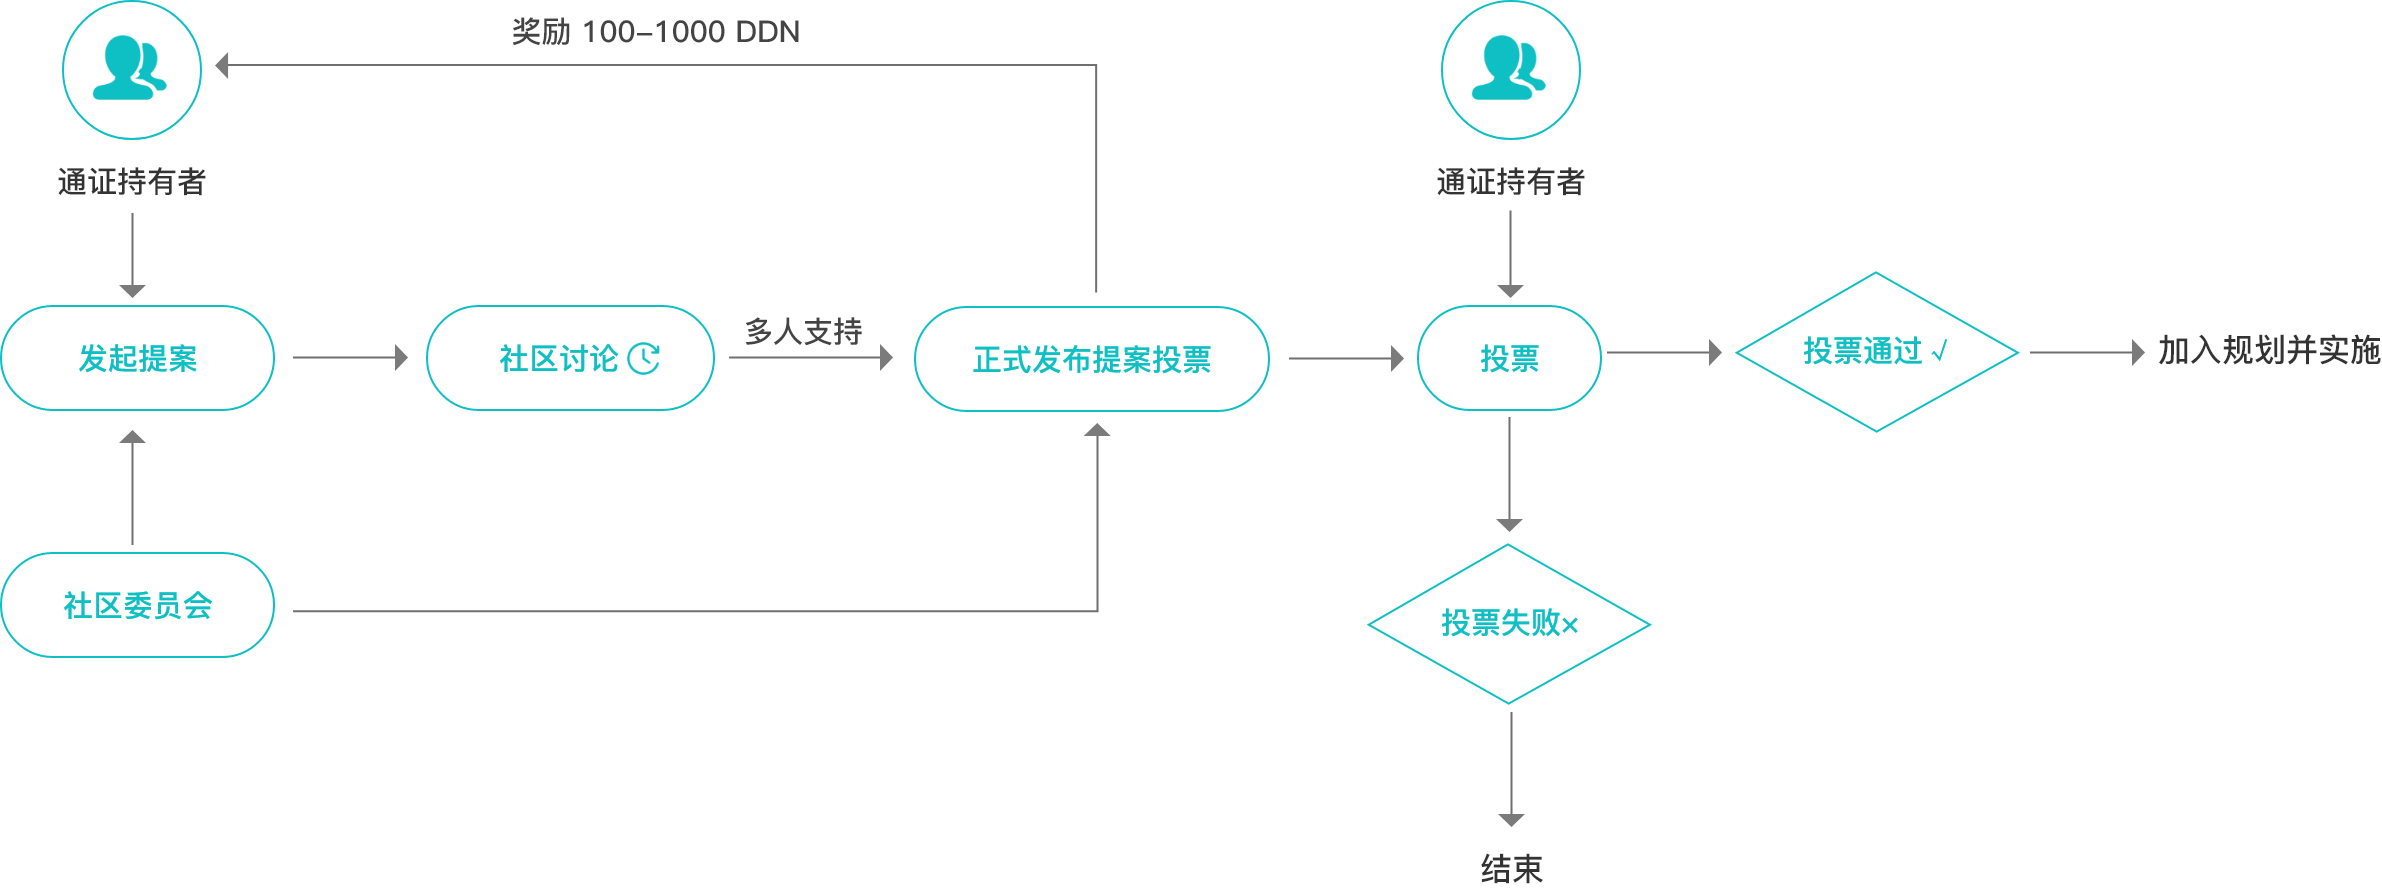 奖励 100-1000 DDN
通证持有者
通证持有者
多人支持
发起提案
社区讨论
正式发布提案投票
投票
投票通过 √
加入规划并实施
社区委员会
投票失败×
结束